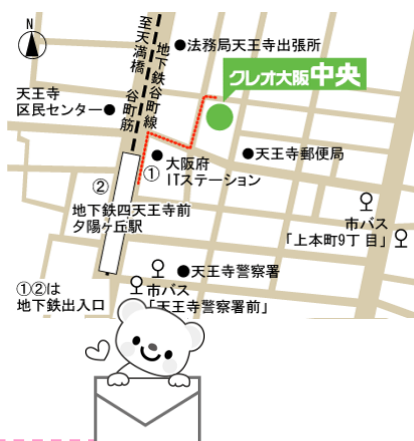 N
至天満橋
地下鉄谷町線
谷町筋
●法務局天王寺出張所
クレオ大阪中央
天王寺
区民センター●
●
大阪府
ITステーション
●天王寺郵便局
①
②
地下鉄四天王寺前
夕陽ヶ丘駅
市バス
「上本町9丁目」
●天王寺警察署
市バス
「天王寺警察署前」
①②は
地下鉄出入口